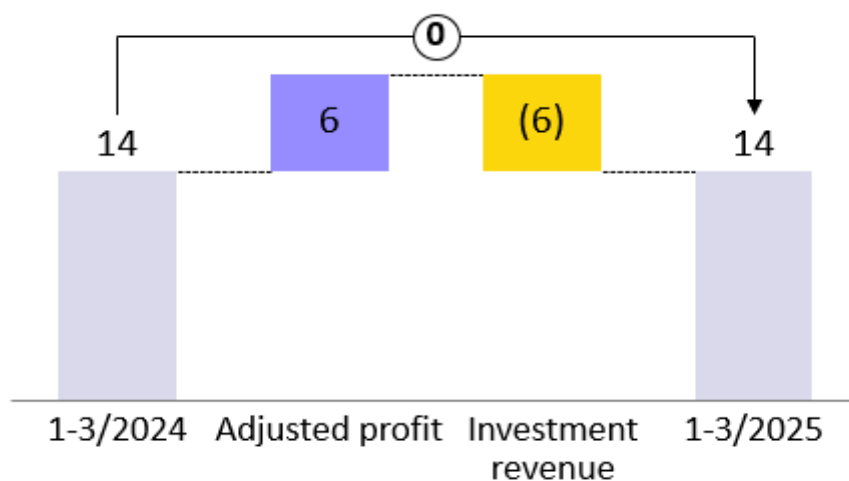 0
6
(6)
14
14
1-3/2024
Adjusted profit
Investment
revenue
1-3/2025